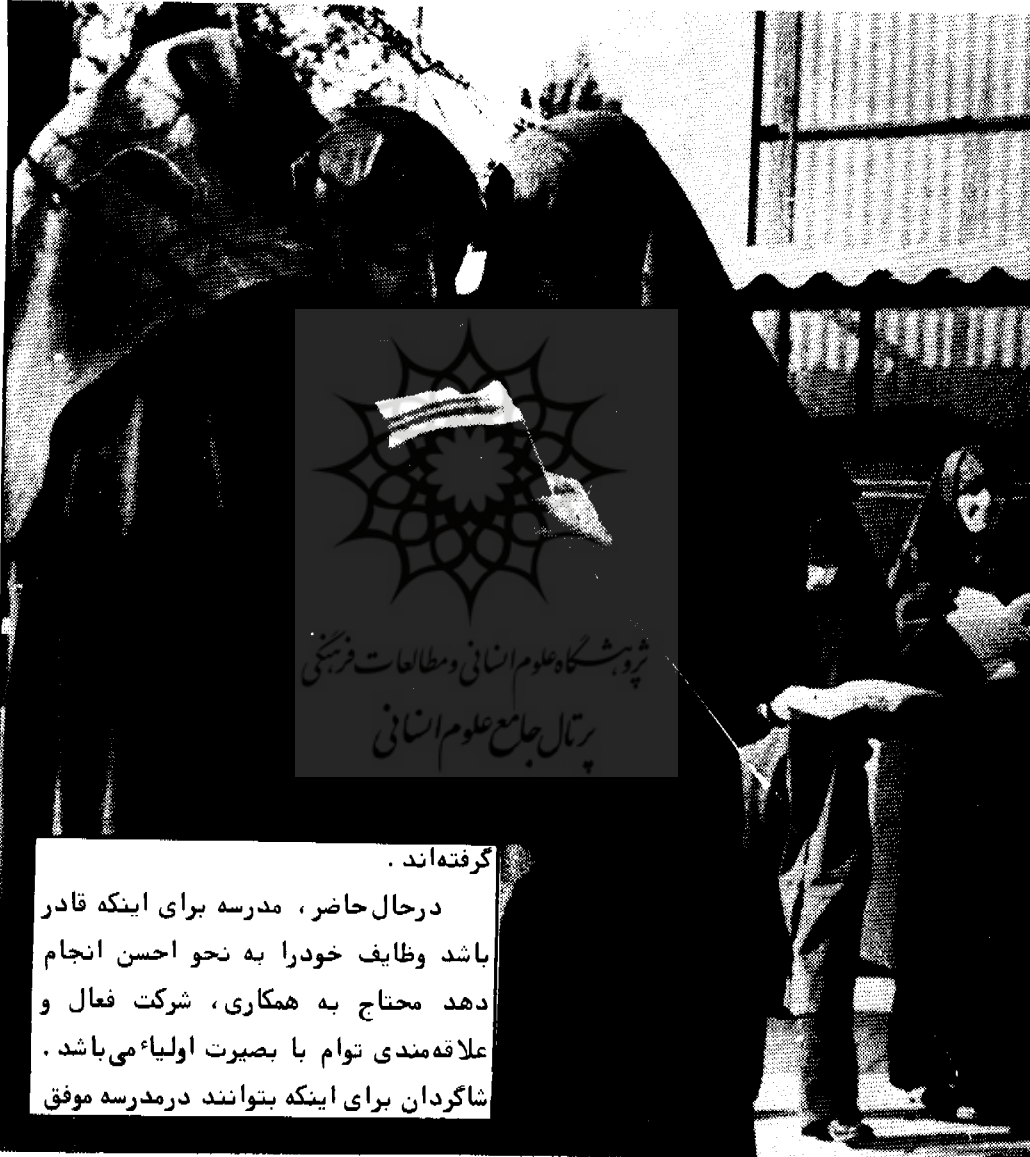 پژوهشگاه علوم انسانی و مطالعات فرهنگی
پرتال جامع علوم انسانی
گرفته‌اند .
درحال‌حاضر ، مدرسه برای اینکه قادر
باشد وظایف خودرا به نحو احسن انجام
دهد محتاج به همکاری ، شرکت فعال و
علاقه‌مندی توام با بصیرت اولیاء می‌باشد .
شاگردان برای اینکه بتوانند درمدرسه موفق